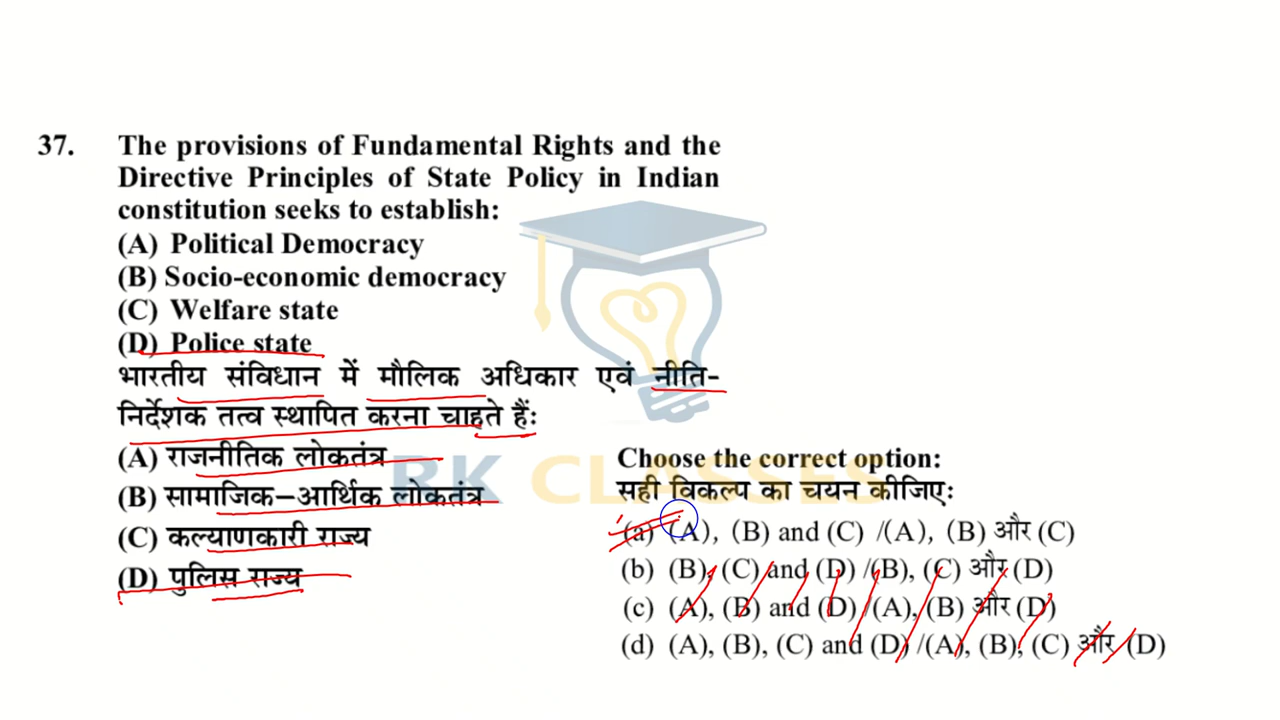 37. The provisions of Fundamental Rights and the
Directive Principles of State Policy in Indian
constitution seeks to establish:
(A) Political Democracy
(B) Socio-economic democracy
(C) Welfare state
(D) Police state
भारतीय संविधान में मौलिक अधिकार एवं नीति-
निर्देशक तत्व स्थापित करना चाहते हैंः
(A) राजनीतिक लोकतंत्र
(B) सामाजिक–आर्थिक लोकतंत्र
(C) कल्याणकारी राज्य
(D) पुलिस राज्य
RK CLASSES
Choose the correct option:
सही विकल्प का चयन कीजिएः
(a) (A), (B) and (C) /(A), (B) और (C)
(b) (B), (C) and (D) /(B), (C) और (D)
(c) (A), (B) and (D) /(A), (B) और (D)
(d) (A), (B), (C) and (D) /(A), (B), (C) और (D)